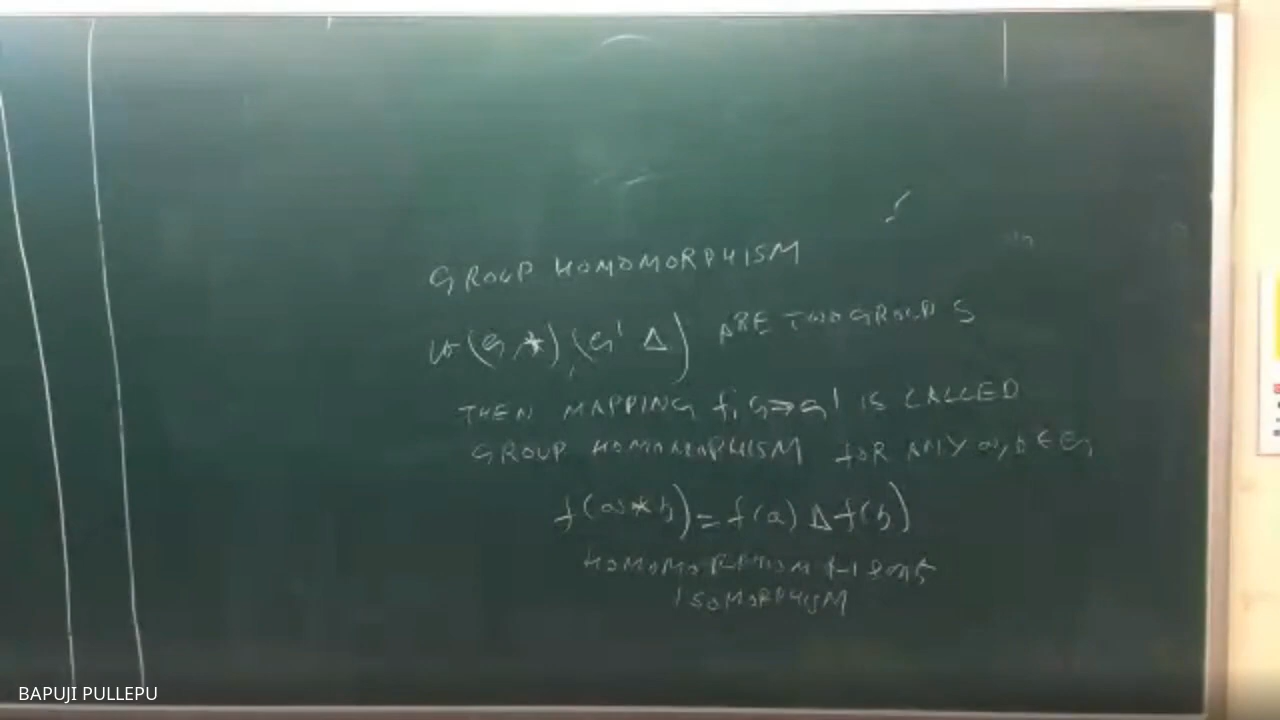 GROUP HOMOMORPHISM
(G *) (G' Δ) ARE TWO GROUPS
THEN MAPPING f, G→G' IS CALLED
GROUP HOMOMORPHISM FOR ANY a, b ∈ G,
f(a * b) = f(a) Δ f(b)
HOMOMORPHISM 1-1 onto
ISOMORPHISM
BAPUJI PULLEPU